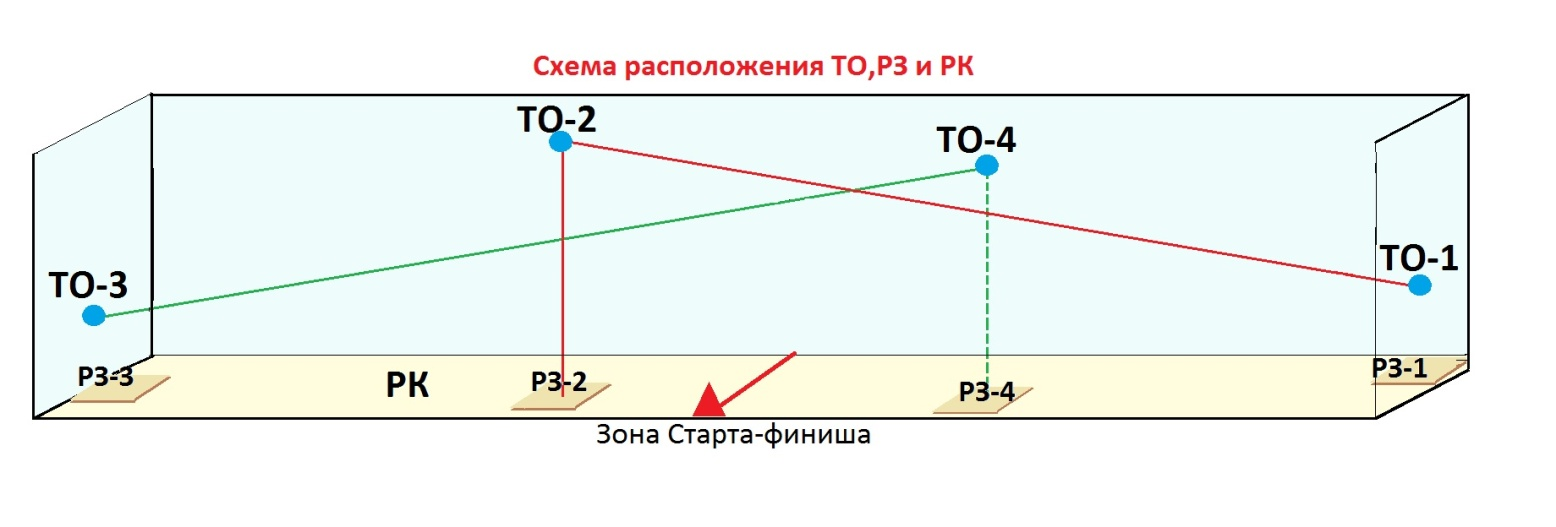 Схема расположения ТО,РЗ и РК
ТО-2
ТО-4
ТО-1
ТО-3
РЗ-3
РК
РЗ-2
РЗ-4
РЗ-1
Зона Старта-финиша